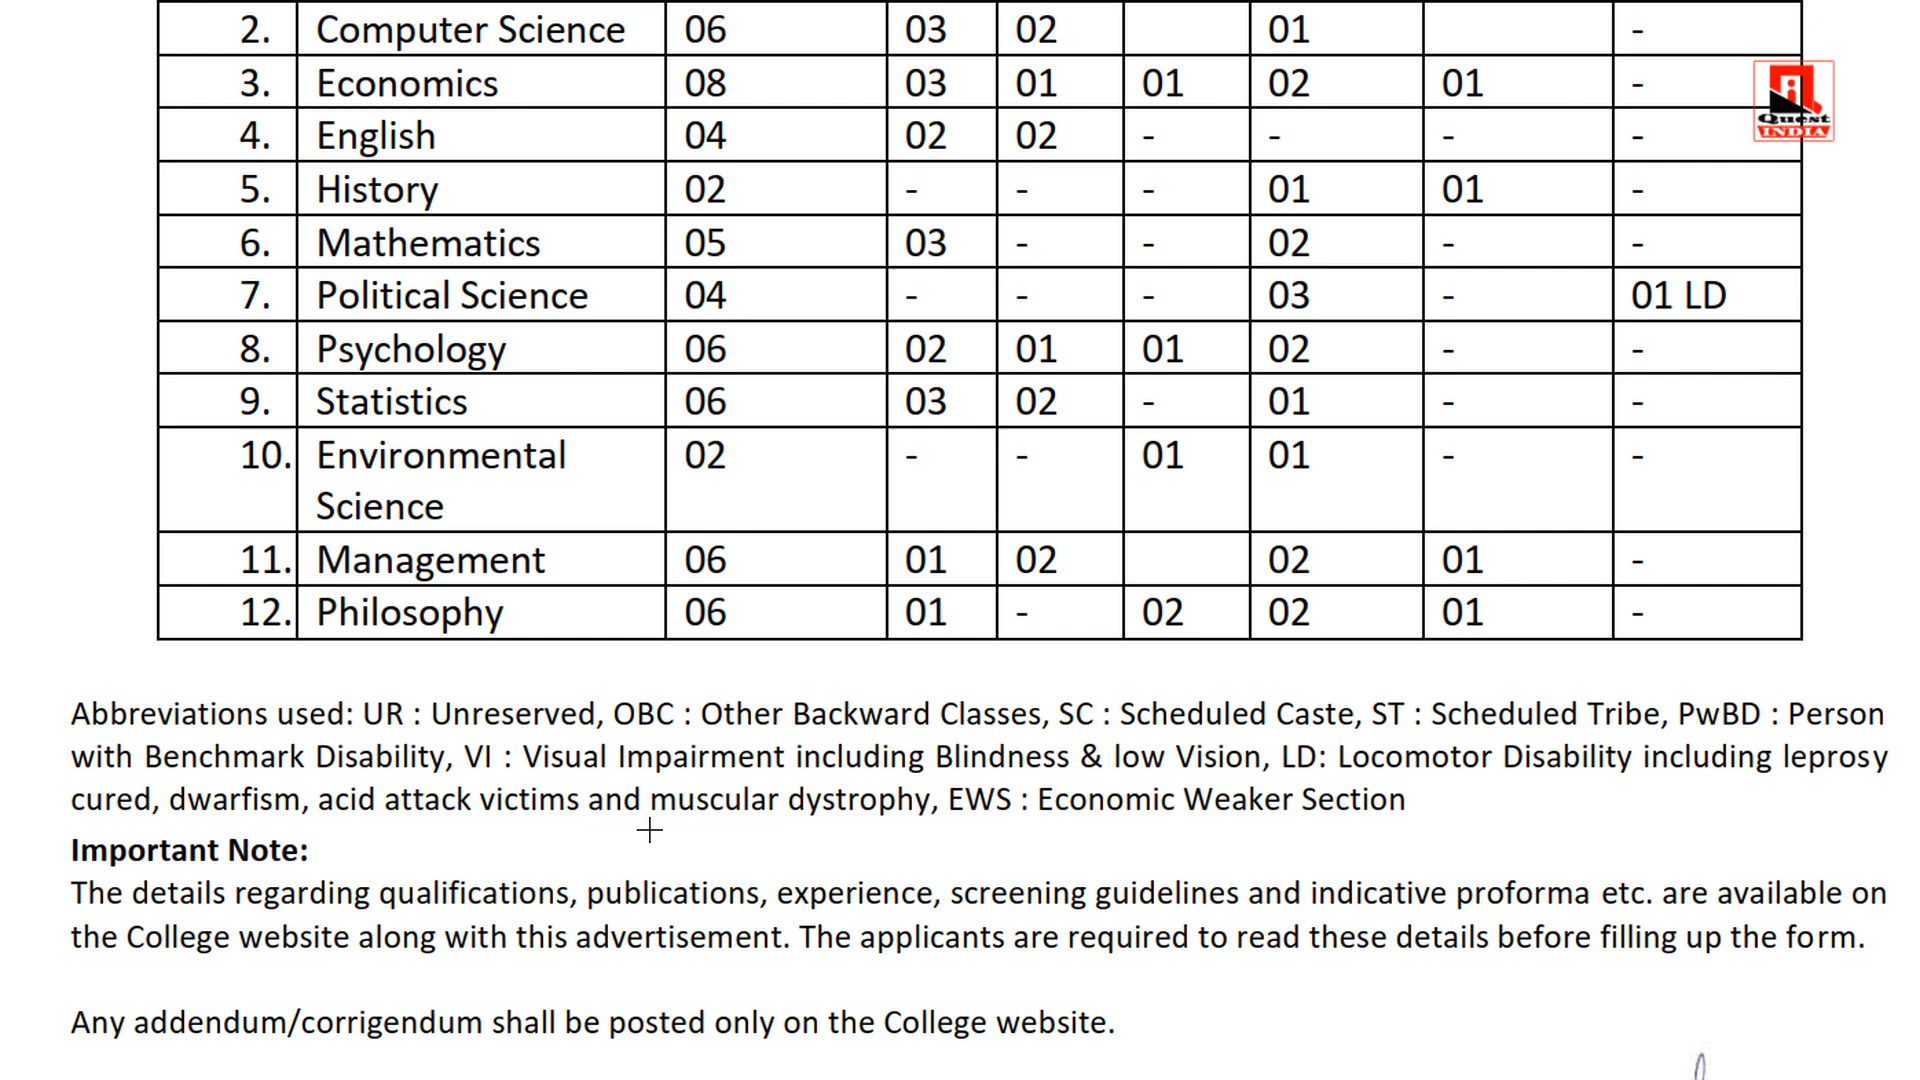 2. Computer Science 06 03 02 01 -
3. Economics 08 03 01 01 02 01 -
4. English 04 02 02 - - - -
5. History 02 - - - 01 01 -
6. Mathematics 05 03 - - 02 - -
7. Political Science 04 - - - 03 - 01 LD
8. Psychology 06 02 01 01 02 - -
9. Statistics 06 03 02 - 01 - -
10. Environmental 02 - - 01 01 - -
Science
11. Management 06 01 02 02 01 -
12. Philosophy 06 01 - 02 02 01 -
Quest
INDIA
Abbreviations used: UR : Unreserved, OBC : Other Backward Classes, SC : Scheduled Caste, ST : Scheduled Tribe, PwBD : Person
with Benchmark Disability, VI : Visual Impairment including Blindness & low Vision, LD: Locomotor Disability including leprosy
cured, dwarfism, acid attack victims and muscular dystrophy, EWS : Economic Weaker Section
Important Note:
The details regarding qualifications, publications, experience, screening guidelines and indicative proforma etc. are available on
the College website along with this advertisement. The applicants are required to read these details before filling up the form.
Any addendum/corrigendum shall be posted only on the College website.